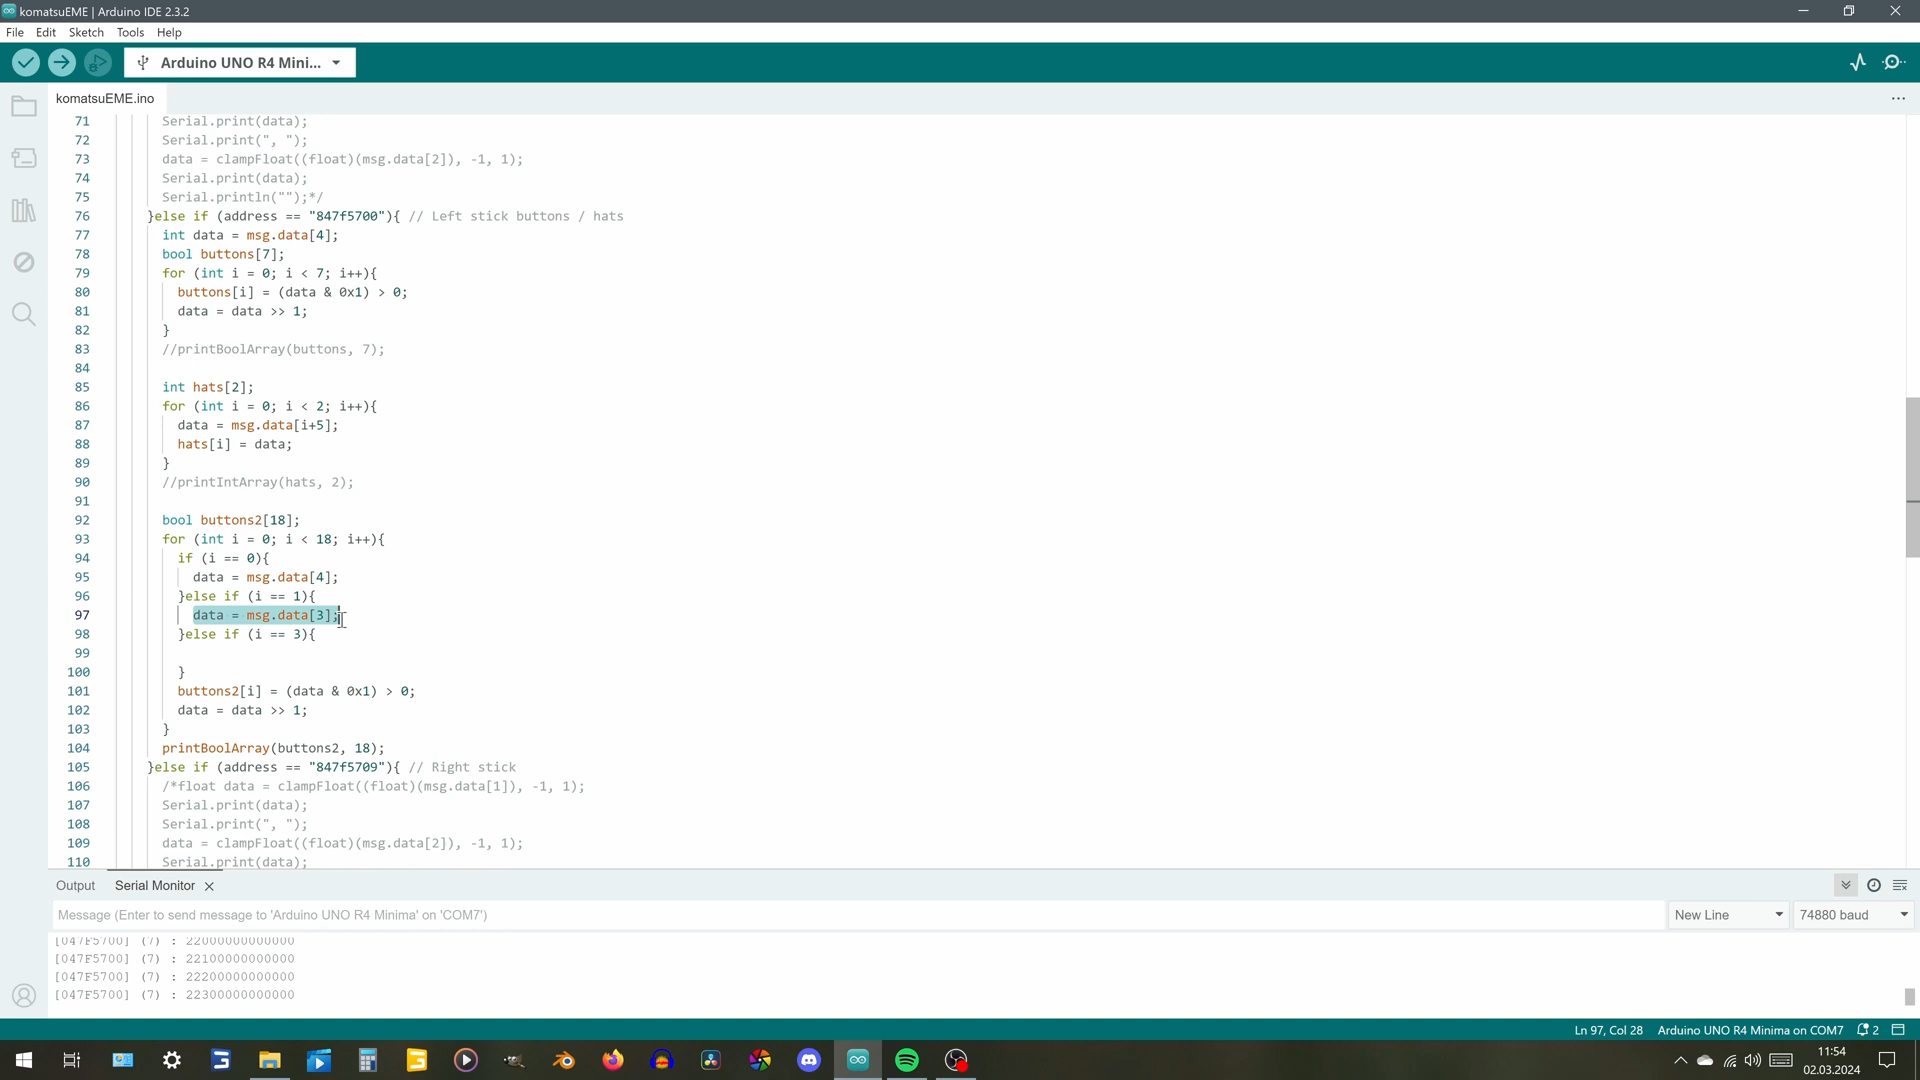 komatsuEME | Arduino IDE 2.3.2
File Edit Sketch Tools Help
Arduino UNO R4 Mini...
komatsuEME.ino
71 Serial.print(data);
72 Serial.print(", ");
73 data = clampFloat((float)(msg.data[2]), -1, 1);
74 Serial.print(data);
75 Serial.println("");*/
76 }else if (address == "847f5700"){ // Left stick buttons / hats
77 int data = msg.data[4];
78 bool buttons[7];
79 for (int i = 0; i < 7; i++){
80 buttons[i] = (data & 0x1) > 0;
81 data = data >> 1;
82 }
83 //printBoolArray(buttons, 7);
84
85 int hats[2];
86 for (int i = 0; i < 2; i++){
87 data = msg.data[i+5];
88 hats[i] = data;
89 }
90 //printIntArray(hats, 2);
91
92 bool buttons2[18];
93 for (int i = 0; i < 18; i++){
94 if (i == 0){
95 data = msg.data[4];
96 }else if (i == 1){
97 data = msg.data[3];
98 }else if (i == 3){
99
100 }
101 buttons2[i] = (data & 0x1) > 0;
102 data = data >> 1;
103 }
104 printBoolArray(buttons2, 18);
105 }else if (address == "847f5709"){ // Right stick
106 /*float data = clampFloat((float)(msg.data[1]), -1, 1);
107 Serial.print(data);
108 Serial.print(", ");
109 data = clampFloat((float)(msg.data[2]), -1, 1);
110 Serial.print(data);
Output Serial Monitor
Message (Enter to send message to 'Arduino UNO R4 Minima' on 'COM7')
New Line 74880 baud
[047F5700] (7) : 22000000000000
[047F5700] (7) : 22100000000000
[047F5700] (7) : 22200000000000
[047F5700] (7) : 22300000000000
Ln 97, Col 28 Arduino UNO R4 Minima on COM7 2
11:54
02.03.2024